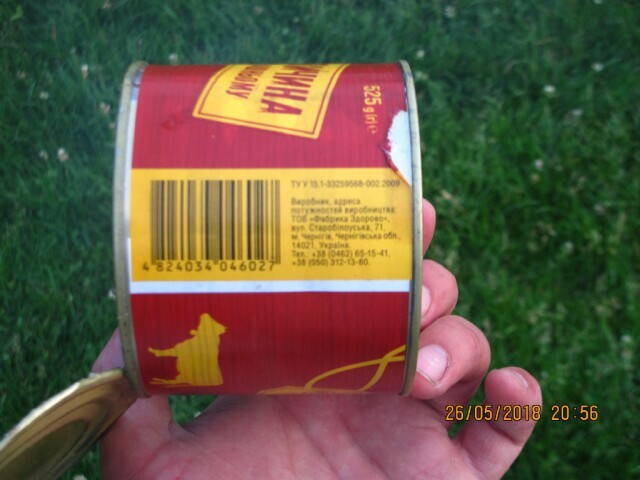 525 g (г) е
ЧИНА
ТУ У 15.1-33259568-002:2009
Виробник, адреса
потужностей виробництва:
ТОВ «Фабрика Здорово»,
вул. Старобілоуська, 71,
м. Чернігів, Чернігівська обл.,
14021, Україна.
Тел.: +38 (0462) 65-15-41,
+38 (050) 312-13-60.
4 824034 046027
26/05/2018 20:56